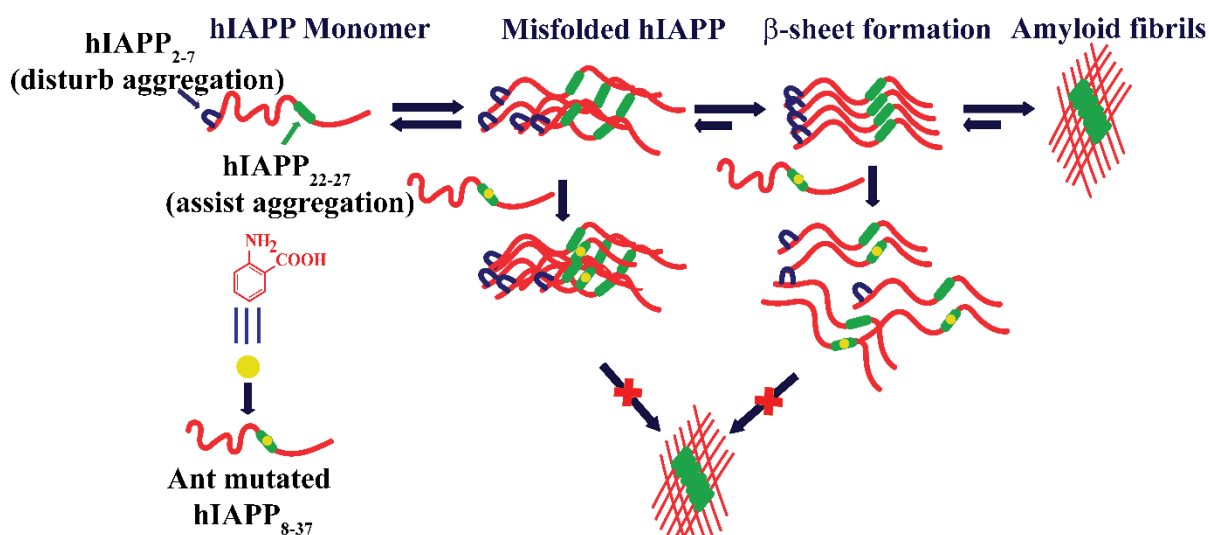 hIAPP Monomer
Misfolded hIAPP
β-sheet formation
Amyloid fibrils
hIAPP2-7
(disturb aggregation)
hIAPP22-27
(assist aggregation)
NH2
COOH
Ant mutated
hIAPP8-37